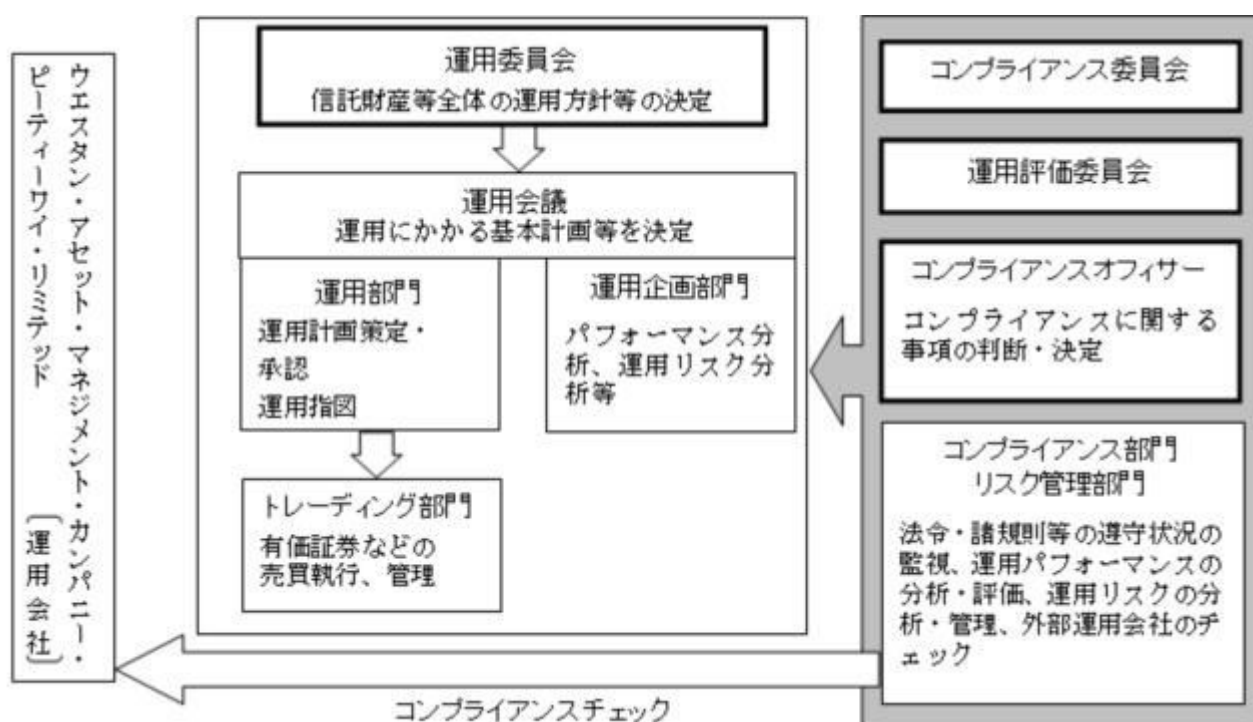 ウエスタン・アセット・マネジメント・カンパニー・
ピーティーワイ・リミテッド
〔運用会社〕
運用委員会
信託財産等全体の運用方針等の決定
運用会議
運用にかかる基本計画等を決定
運用部門
運用計画策定・
承認
運用指図
運用企画部門
パフォーマンス分
析、運用リスク分
析等
トレーディング部門
有価証券などの
売買執行、管理
コンプライアンス委員会
運用評価委員会
コンプライアンスオフィサー
コンプライアンスに関する
事項の判断・決定
コンプライアンス部門
リスク管理部門
法令・諸規則等の遵守状況の
監視、運用パフォーマンスの
分析・評価、運用リスクの分
析・管理、外部運用会社のチ
ェック
コンプライアンスチェック